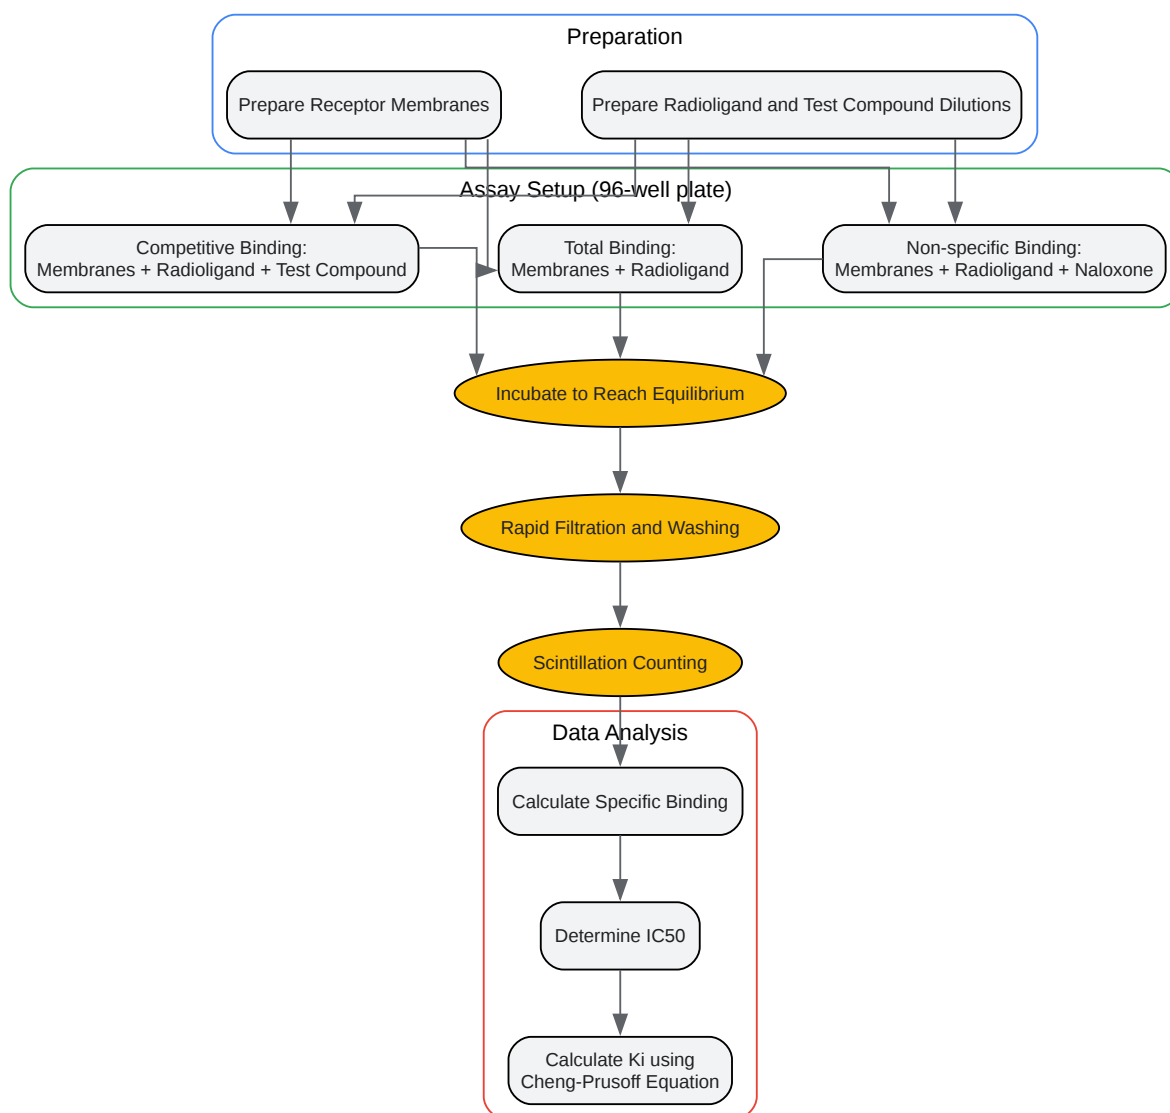 Preparation
Prepare Receptor Membranes
Prepare Radioligand and Test Compound Dilutions
Assay Setup (96-well plate)
Competitive Binding:
Membranes + Radioligand + Test Compound
Total Binding:
Membranes + Radioligand
Non-specific Binding:
Membranes + Radioligand + Naloxone
Incubate to Reach Equilibrium
Rapid Filtration and Washing
Scintillation Counting
Data Analysis
Calculate Specific Binding
Determine IC50
Calculate Ki using
Cheng-Prusoff Equation